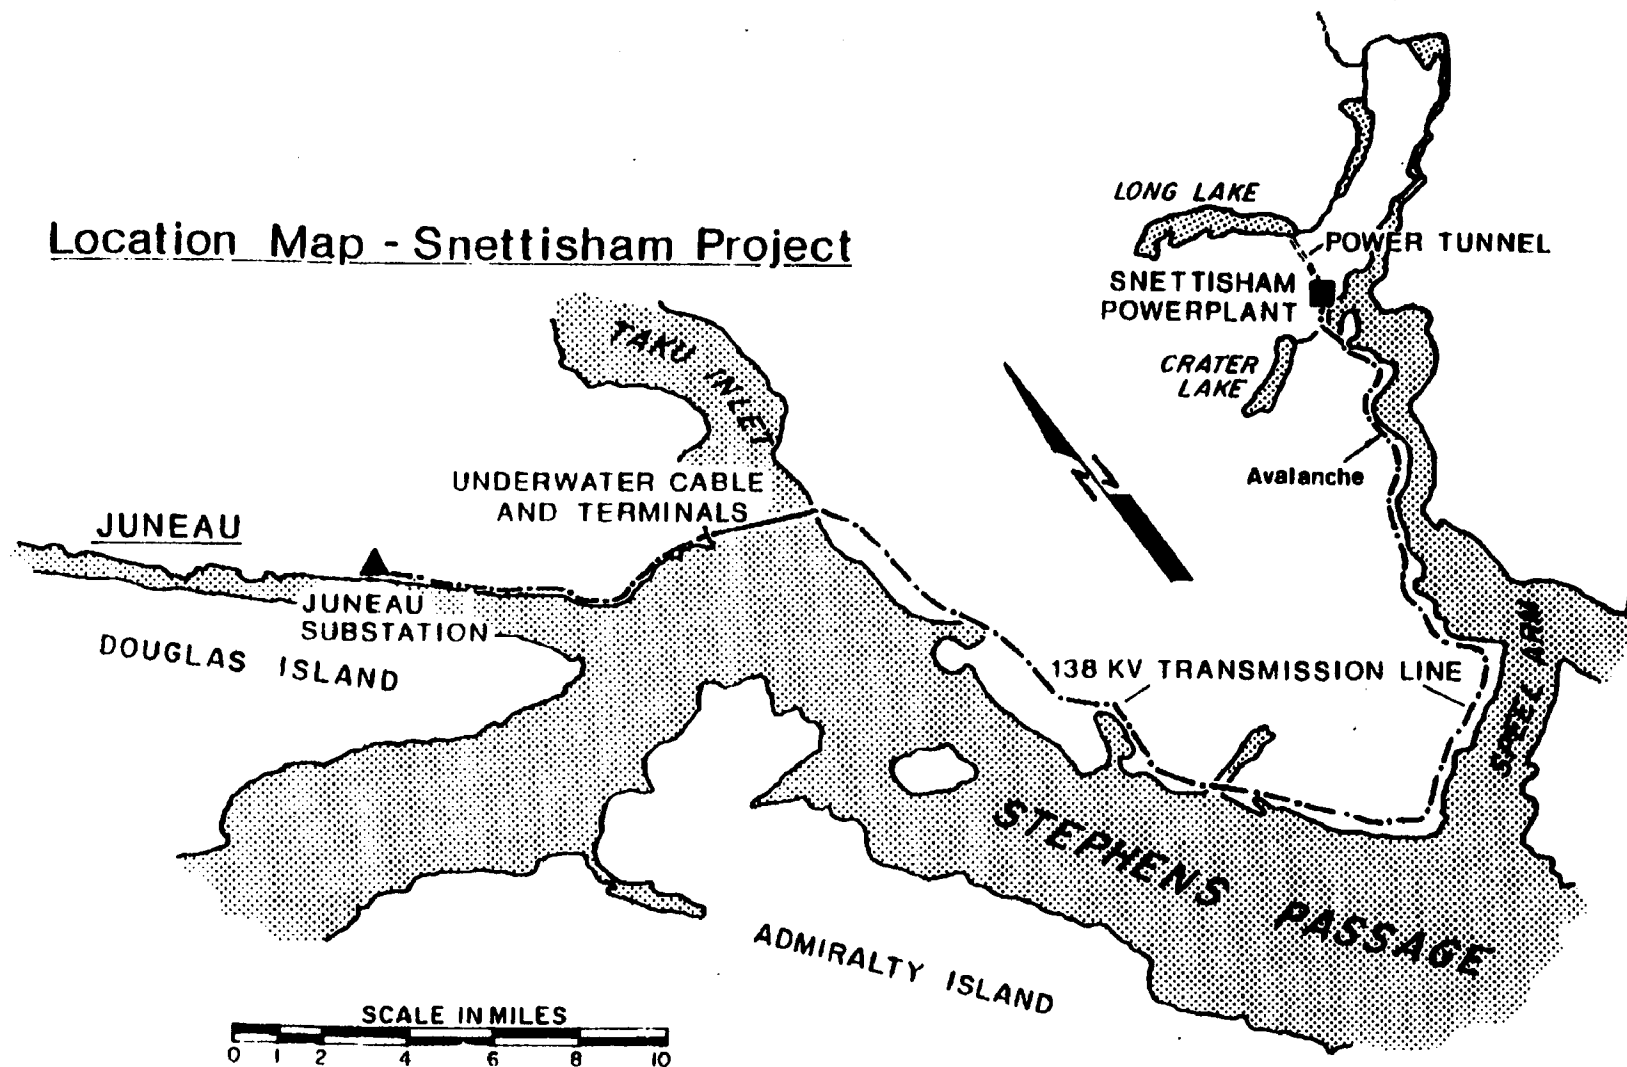 LONG LAKE
Location Map - Snettisham Project
POWER TUNNEL
SNETTISHAM
POWERPLANT
TAKU INLET
CRATER
LAKE
N
UNDERWATER CABLE
AND TERMINALS
Avalanche
JUNEAU
JUNEAU
SUBSTATION
DOUGLAS ISLAND
138 KV TRANSMISSION LINE
SPEEL ARM
STEPHENS PASSAGE
ADMIRALTY ISLAND
SCALE IN MILES
0 1 2 4 6 8 10